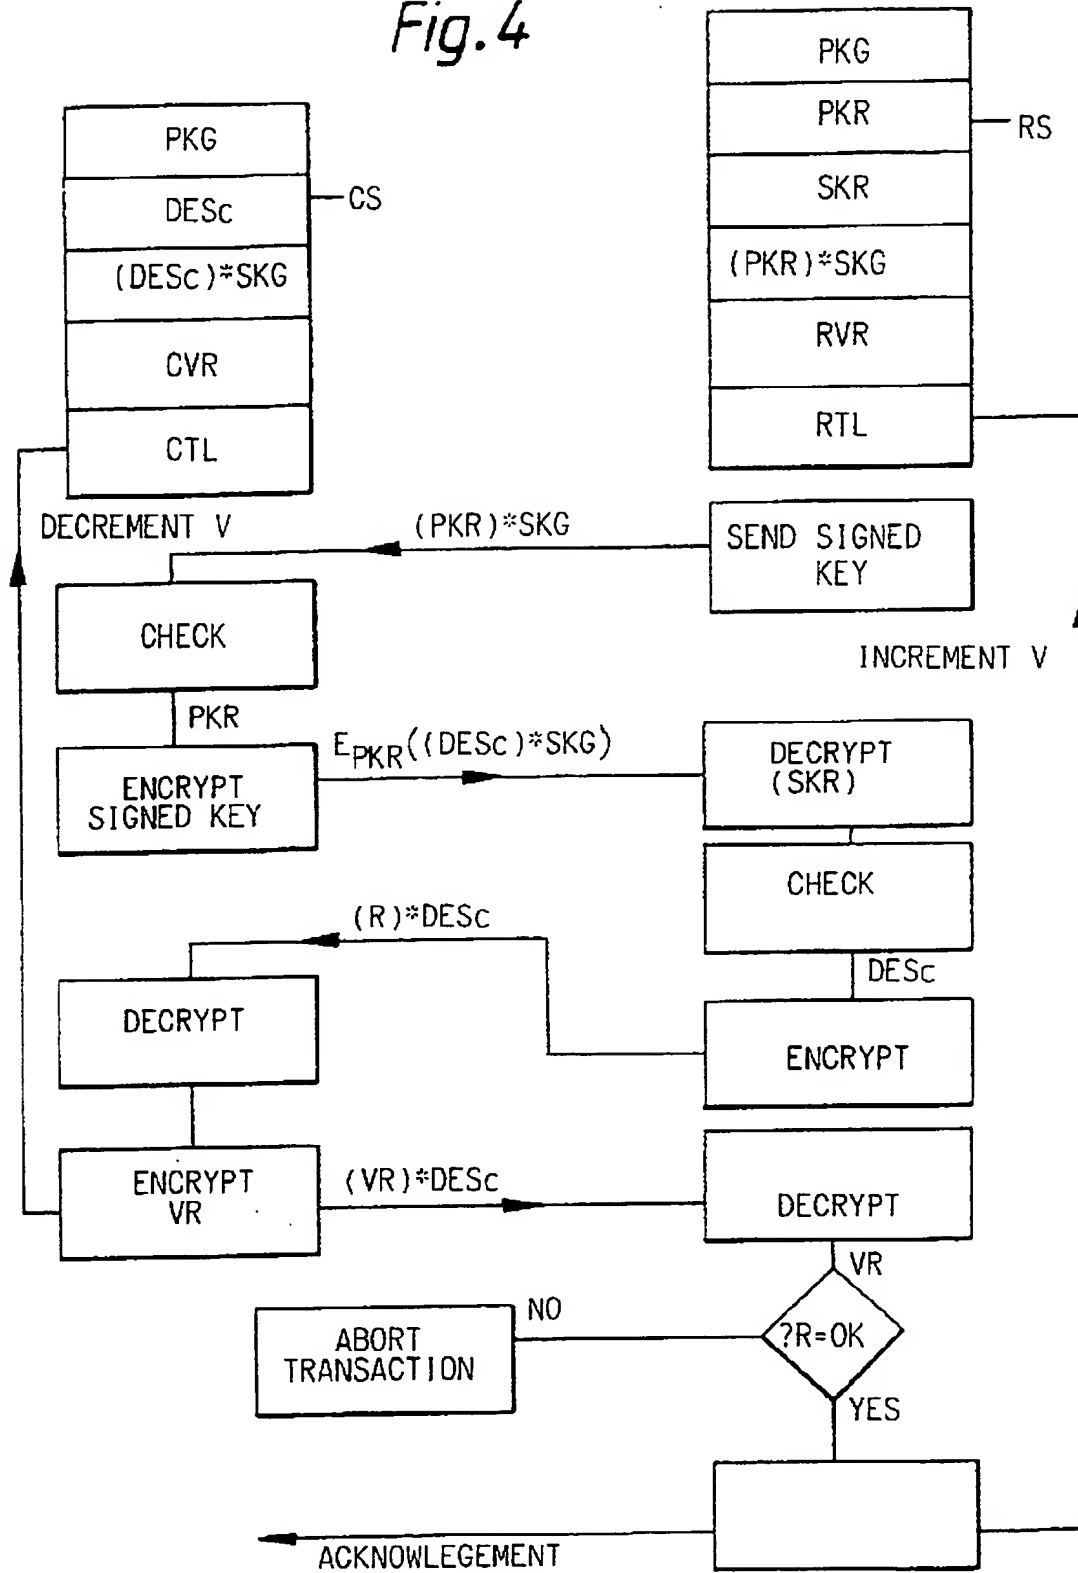 Fig.4
PKG
DESc
CS
(DESc)*SKG
CVR
CTL
PKG
PKR
RS
SKR
(PKR)*SKG
RVR
RTL
DECREMENT V
(PKR)*SKG
SEND SIGNED
KEY
CHECK
INCREMENT V
PKR
ENCRYPT
SIGNED KEY
EPKR((DESc)*SKG)
DECRYPT
(SKR)
CHECK
DESc
(R)*DESc
DECRYPT
ENCRYPT
ENCRYPT
VR
(VR)*DESc
DECRYPT
VR
?R=OK
NO
ABORT
TRANSACTION
YES
ACKNOWLEGEMENT